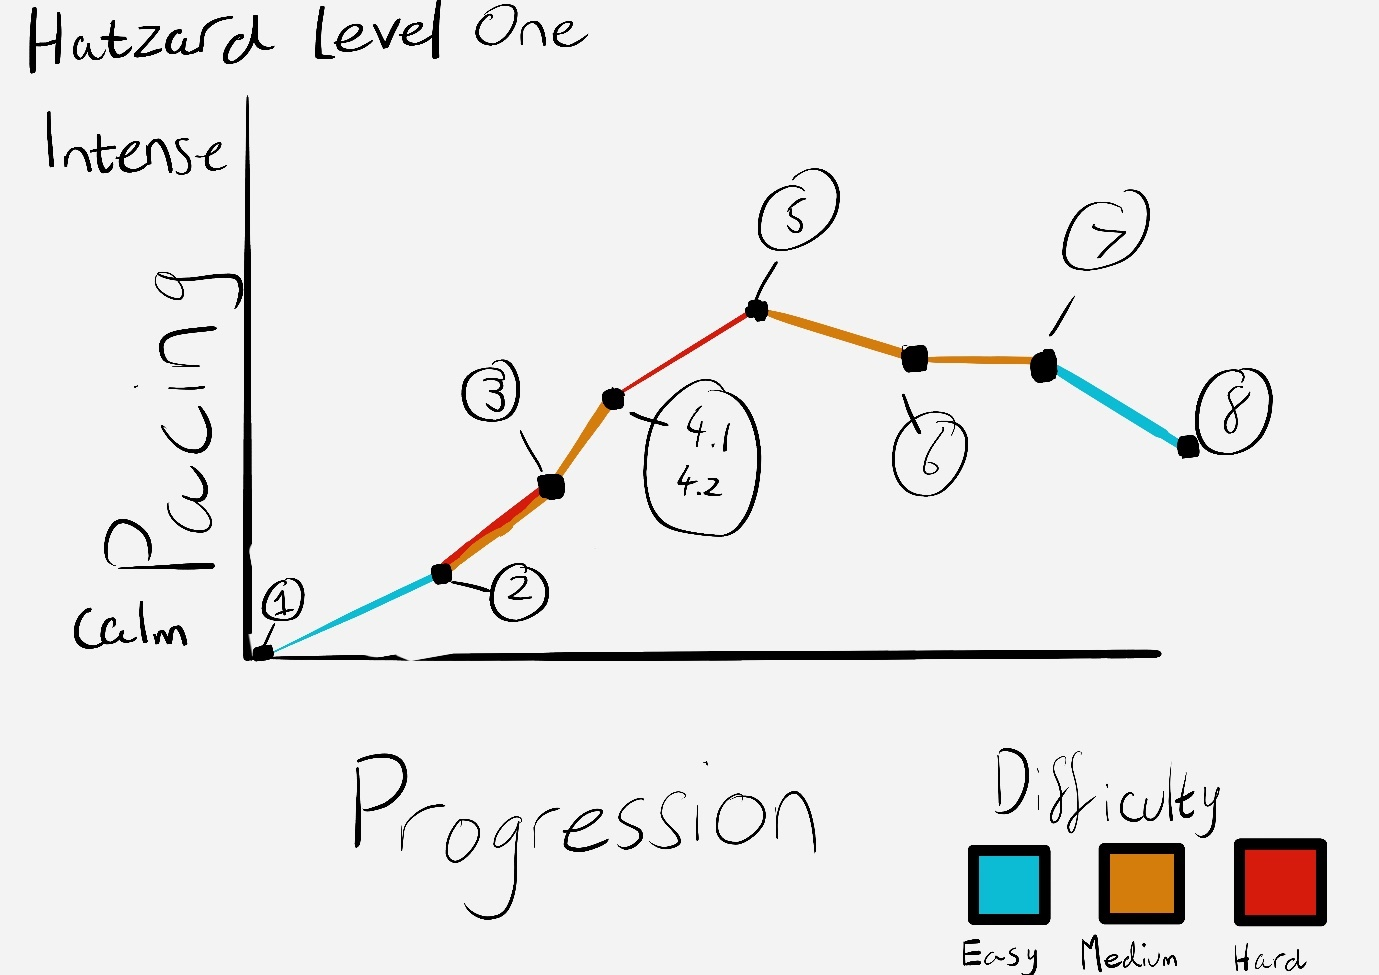 Hatzard Level One
Intense
Pacing
Calm
1
2
3
4.1
4.2
5
6
7
8
Progression
Difficulty
Easy Medium Hard